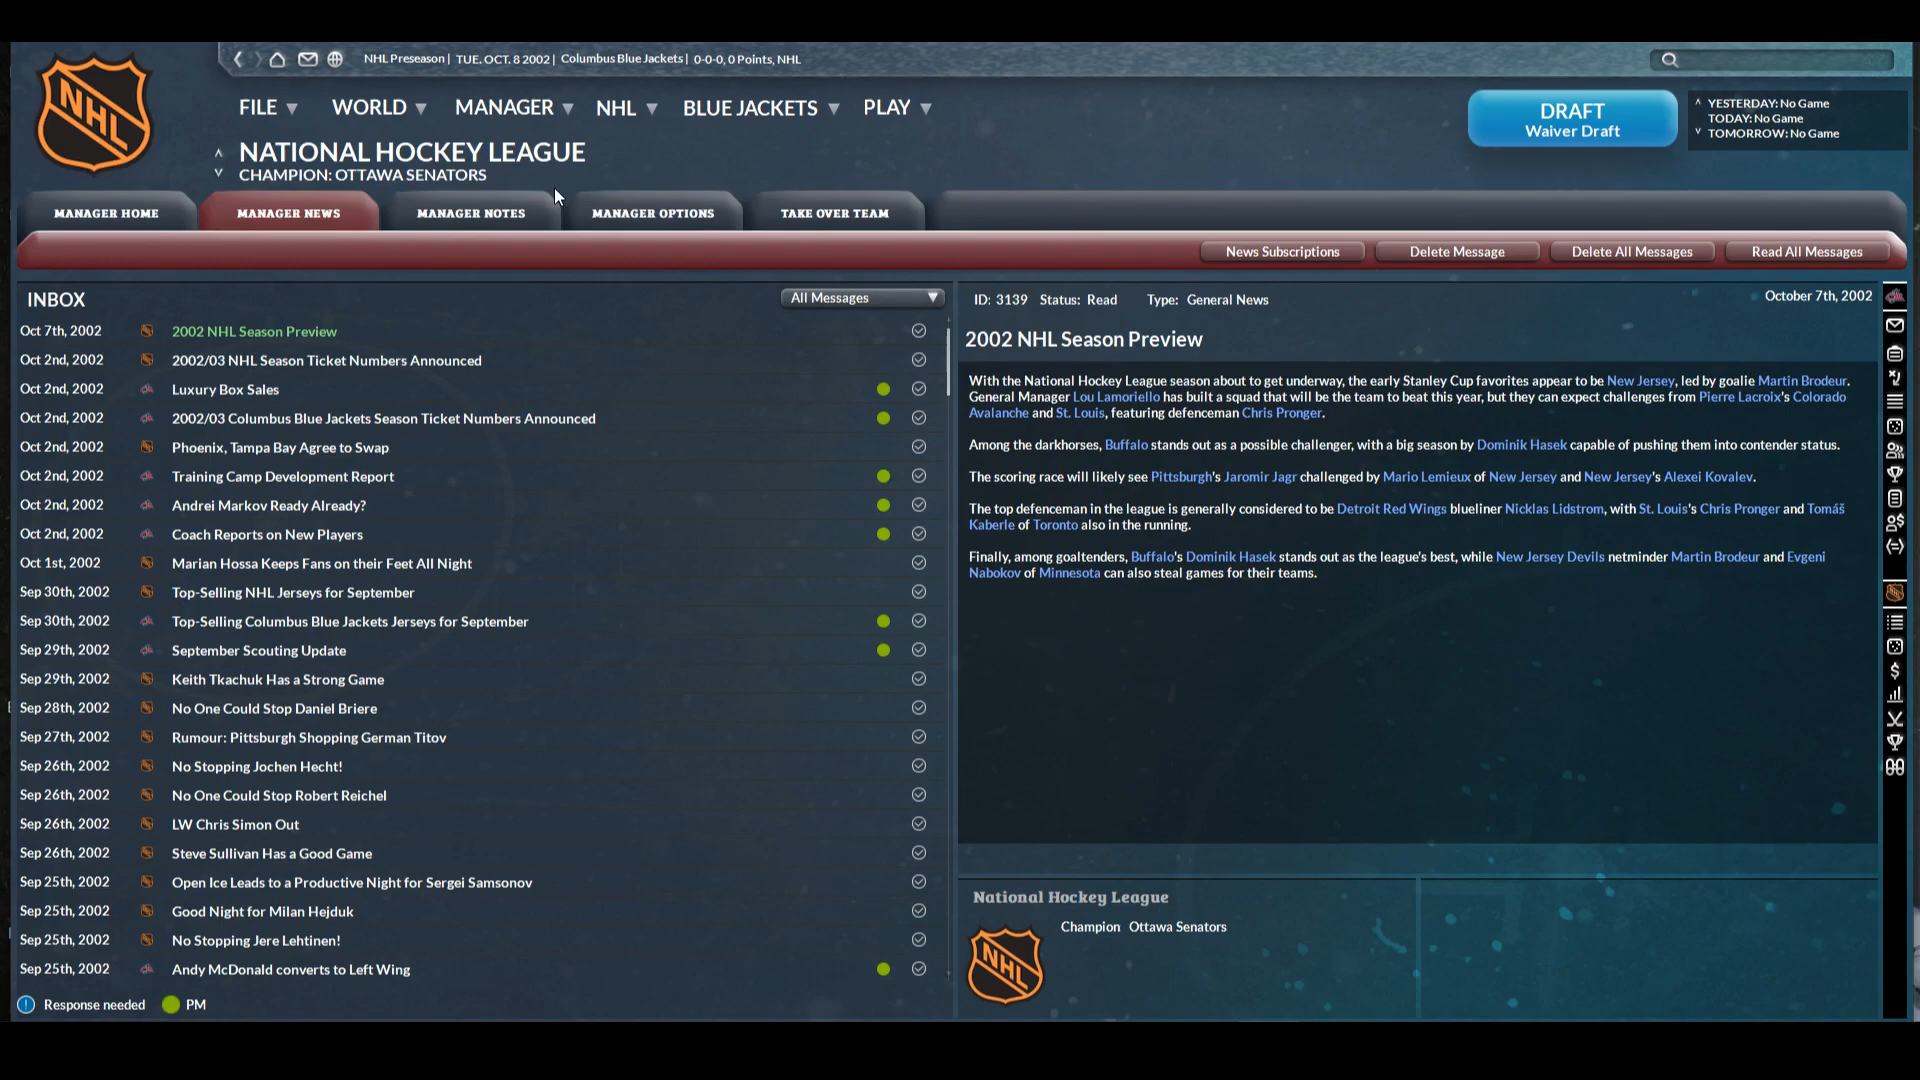 NHL
NHL Preseason | TUE. OCT. 8 2002 | Columbus Blue Jackets | 0-0-0, 0 Points, NHL
FILE WORLD MANAGER NHL BLUE JACKETS PLAY
DRAFT
Waiver Draft
YESTERDAY: No Game
TODAY: No Game
TOMORROW: No Game
NATIONAL HOCKEY LEAGUE
CHAMPION: OTTAWA SENATORS
MANAGER HOME MANAGER NEWS MANAGER NOTES MANAGER OPTIONS TAKE OVER TEAM
News Subscriptions Delete Message Delete All Messages Read All Messages
INBOX All Messages
Oct 7th, 2002 2002 NHL Season Preview
Oct 2nd, 2002 2002/03 NHL Season Ticket Numbers Announced
Oct 2nd, 2002 Luxury Box Sales
Oct 2nd, 2002 2002/03 Columbus Blue Jackets Season Ticket Numbers Announced
Oct 2nd, 2002 Phoenix, Tampa Bay Agree to Swap
Oct 2nd, 2002 Training Camp Development Report
Oct 2nd, 2002 Andrei Markov Ready Already?
Oct 2nd, 2002 Coach Reports on New Players
Oct 1st, 2002 Marian Hossa Keeps Fans on their Feet All Night
Sep 30th, 2002 Top-Selling NHL Jerseys for September
Sep 30th, 2002 Top-Selling Columbus Blue Jackets Jerseys for September
Sep 29th, 2002 September Scouting Update
Sep 29th, 2002 Keith Tkachuk Has a Strong Game
Sep 28th, 2002 No One Could Stop Daniel Briere
Sep 27th, 2002 Rumour: Pittsburgh Shopping German Titov
Sep 26th, 2002 No Stopping Jochen Hecht!
Sep 26th, 2002 No One Could Stop Robert Reichel
Sep 26th, 2002 LW Chris Simon Out
Sep 26th, 2002 Steve Sullivan Has a Good Game
Sep 25th, 2002 Open Ice Leads to a Productive Night for Sergei Samsonov
Sep 25th, 2002 Good Night for Milan Hejduk
Sep 25th, 2002 No Stopping Jere Lehtinen!
Sep 25th, 2002 Andy McDonald converts to Left Wing
Response needed PM
ID: 3139 Status: Read Type: General News October 7th, 2002
2002 NHL Season Preview
With the National Hockey League season about to get underway, the early Stanley Cup favorites appear to be New Jersey, led by goalie Martin Brodeur.
General Manager Lou Lamoriello has built a squad that will be the team to beat this year, but they can expect challenges from Pierre Lacroix's Colorado
Avalanche and St. Louis, featuring defenceman Chris Pronger.
Among the darkhorses, Buffalo stands out as a possible challenger, with a big season by Dominik Hasek capable of pushing them into contender status.
The scoring race will likely see Pittsburgh's Jaromir Jagr challenged by Mario Lemieux of New Jersey and New Jersey's Alexei Kovalev.
The top defenceman in the league is generally considered to be Detroit Red Wings blueliner Nicklas Lidstrom, with St. Louis's Chris Pronger and Tomáš
Kaberle of Toronto also in the running.
Finally, among goaltenders, Buffalo's Dominik Hasek stands out as the league's best, while New Jersey Devils netminder Martin Brodeur and Evgeni
Nabokov of Minnesota can also steal games for their teams.
National Hockey League
Champion Ottawa Senators
NHL